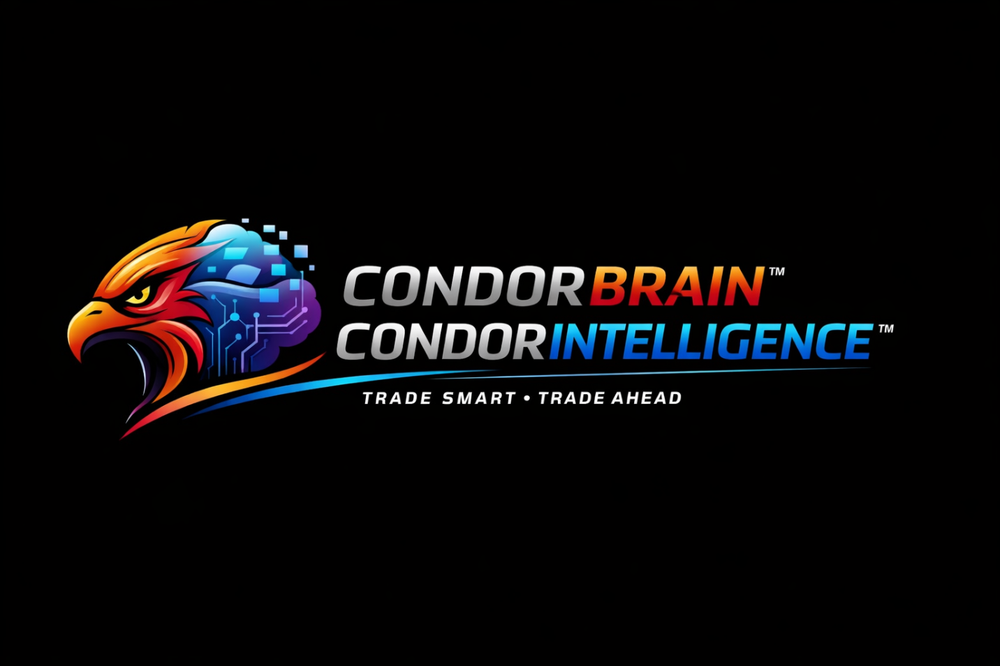 CONDORBRAIN™
CONDORINTELLIGENCE™
TRADE SMART • TRADE AHEAD